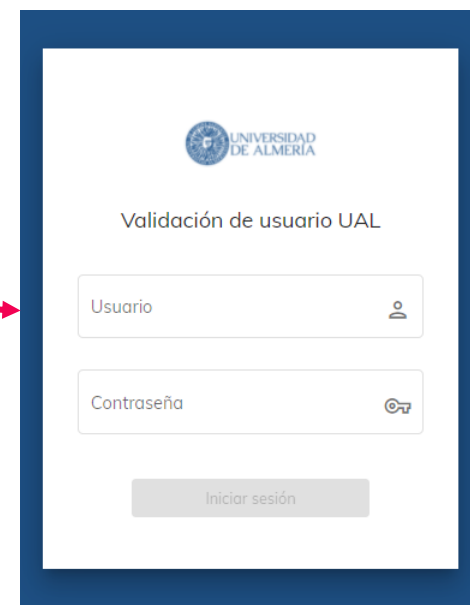 UNIVERSIDAD
DE ALMERÍA
Validación de usuario UAL
Usuario
Contraseña
Iniciar sesión